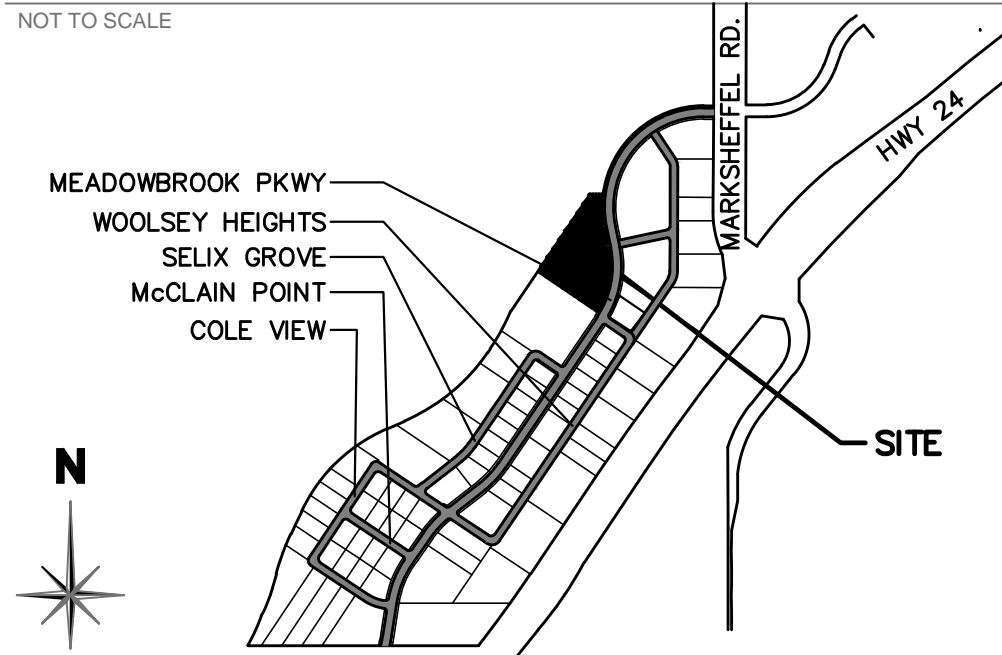 NOT TO SCALE
MARKSHEFFEL RD.
HWY 24
MEADOWBROOK PKWY
WOOLSEY HEIGHTS
SELIX GROVE
McCLAIN POINT
COLE VIEW
SITE
N